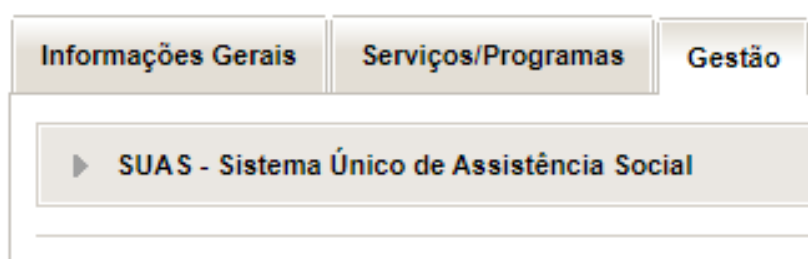 Informações Gerais Serviços/Programas Gestão
SUAS - Sistema Único de Assistência Social